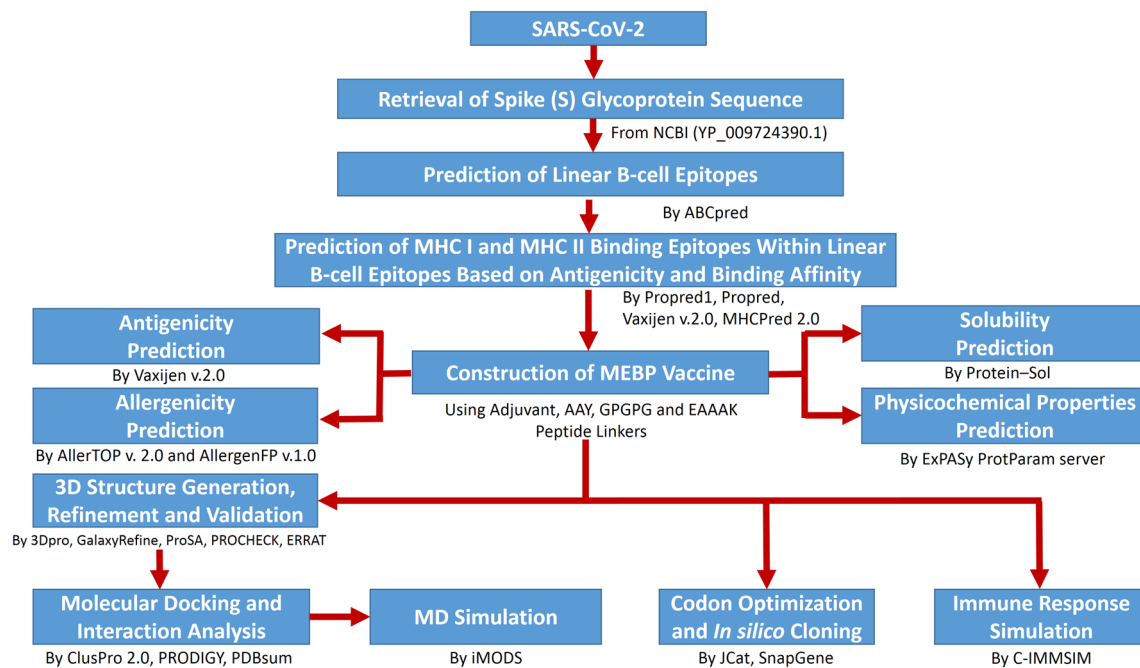 SARS-CoV-2
Retrieval of Spike (S) Glycoprotein Sequence
From NCBI (YP_009724390.1)
Prediction of Linear B-cell Epitopes
By ABCpred
Prediction of MHC I and MHC II Binding Epitopes Within Linear
B-cell Epitopes Based on Antigenicity and Binding Affinity
By Propred1, Propred,
Vaxijen v.2.0, MHCPred 2.0
Antigenicity
Prediction
By Vaxijen v.2.0
Allergenicity
Prediction
By AllerTOP v. 2.0 and AllergenFP v.1.0
Construction of MEBP Vaccine
Using Adjuvant, AAY, GPGPG and EAAAK
Peptide Linkers
Solubility
Prediction
By Protein–Sol
Physicochemical Properties
Prediction
By ExPASy ProtParam server
3D Structure Generation,
Refinement and Validation
By 3Dpro, GalaxyRefine, ProSA, PROCHECK, ERRAT
Molecular Docking and
Interaction Analysis
By ClusPro 2.0, PRODIGY, PDBsum
MD Simulation
By iMODS
Codon Optimization
and In silico Cloning
By JCat, SnapGene
Immune Response
Simulation
By C-IMMSIM